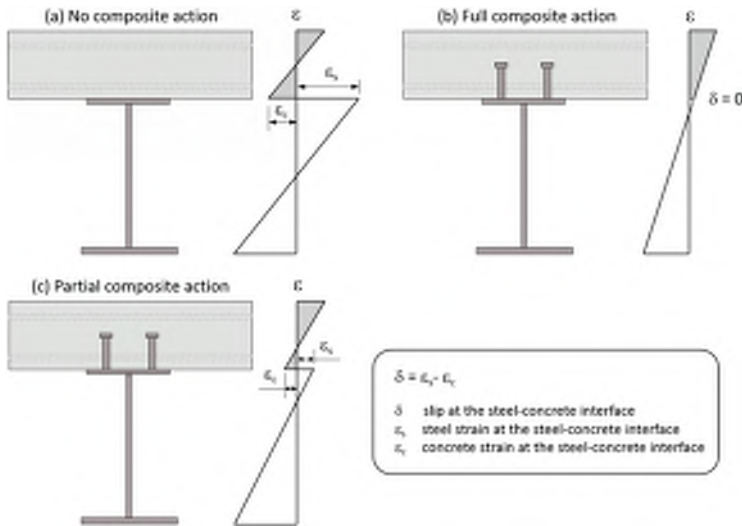 (a) No composite action
ε
εs
εc
(b) Full composite action
ε
δ = 0
(c) Partial composite action
ε
εs
εc
δ = εs - εc
δ slip at the steel-concrete interface
εs steel strain at the steel-concrete interface
εc concrete strain at the steel-concrete interface